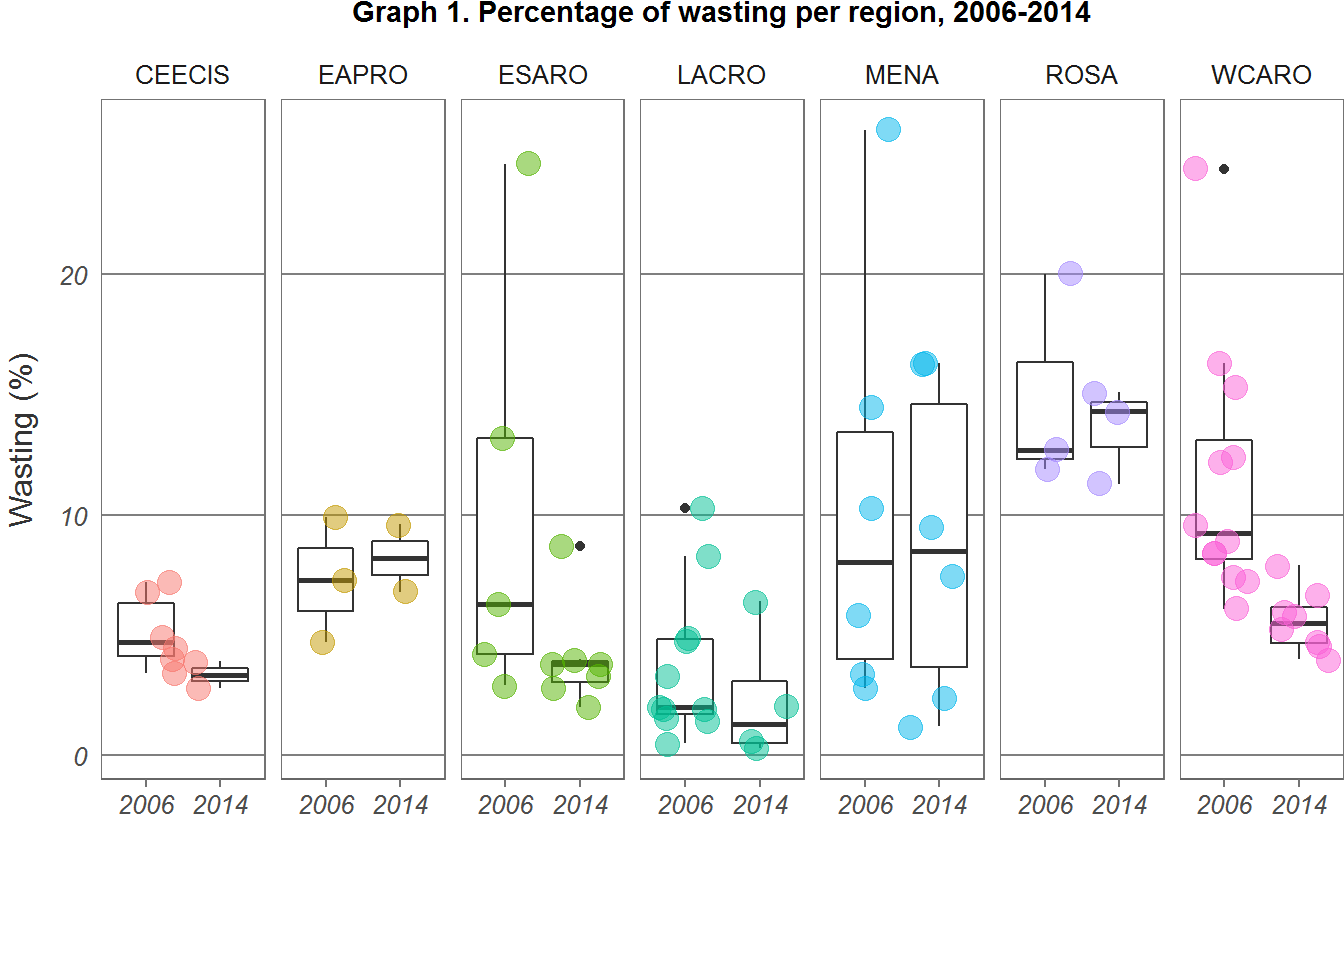 Graph 1. Percentage of wasting per region, 2006-2014
CEECIS EAPRO ESARO LACRO MENA ROSA WCARO
20
10
0
Wasting (%)
2006 2014 2006 2014 2006 2014 2006 2014 2006 2014 2006 2014 2006 2014